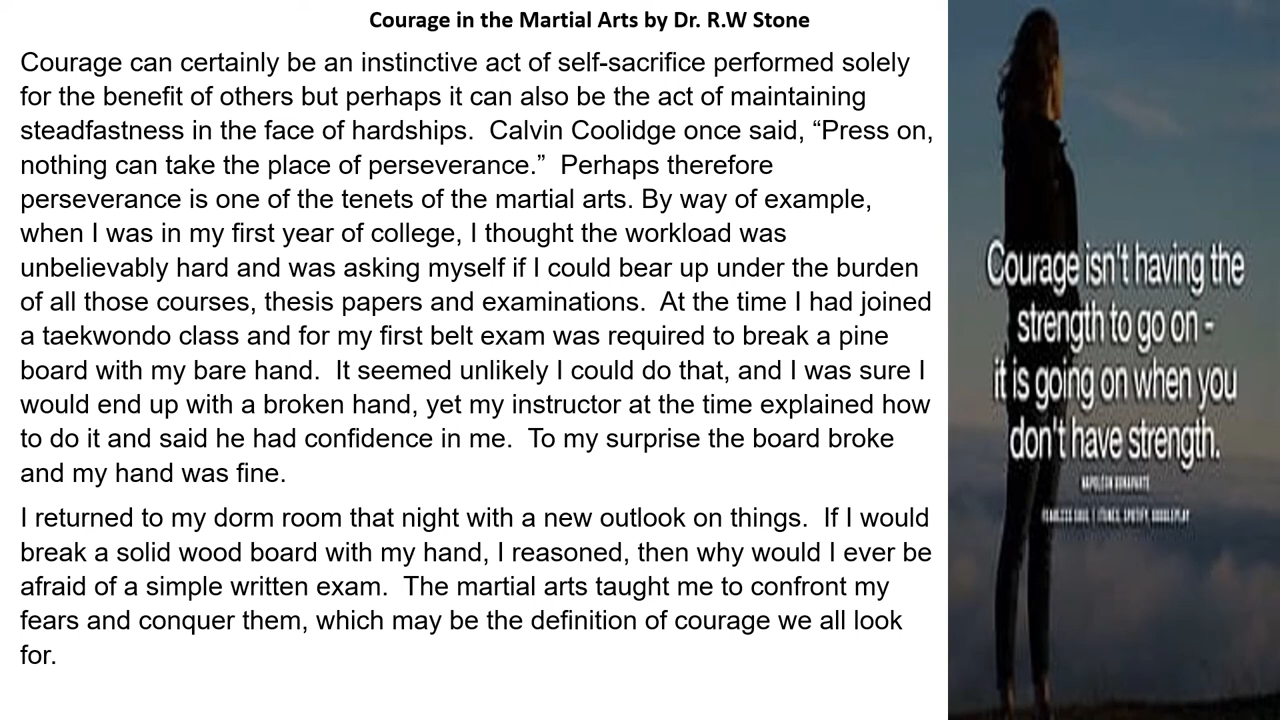 Courage in the Martial Arts by Dr. R.W Stone
Courage can certainly be an instinctive act of self-sacrifice performed solely
for the benefit of others but perhaps it can also be the act of maintaining
steadfastness in the face of hardships.  Calvin Coolidge once said, “Press on,
nothing can take the place of perseverance.”  Perhaps therefore
perseverance is one of the tenets of the martial arts. By way of example,
when I was in my first year of college, I thought the workload was
unbelievably hard and was asking myself if I could bear up under the burden
of all those courses, thesis papers and examinations.  At the time I had joined
a taekwondo class and for my first belt exam was required to break a pine
board with my bare hand.  It seemed unlikely I could do that, and I was sure I
would end up with a broken hand, yet my instructor at the time explained how
to do it and said he had confidence in me.  To my surprise the board broke
and my hand was fine.
I returned to my dorm room that night with a new outlook on things.  If I would
break a solid wood board with my hand, I reasoned, then why would I ever be
afraid of a simple written exam.  The martial arts taught me to confront my
fears and conquer them, which may be the definition of courage we all look
for.
Courage isn't having the
strength to go on -
it is going on when you
don't have strength.
NAPOLEON BONAPARTE